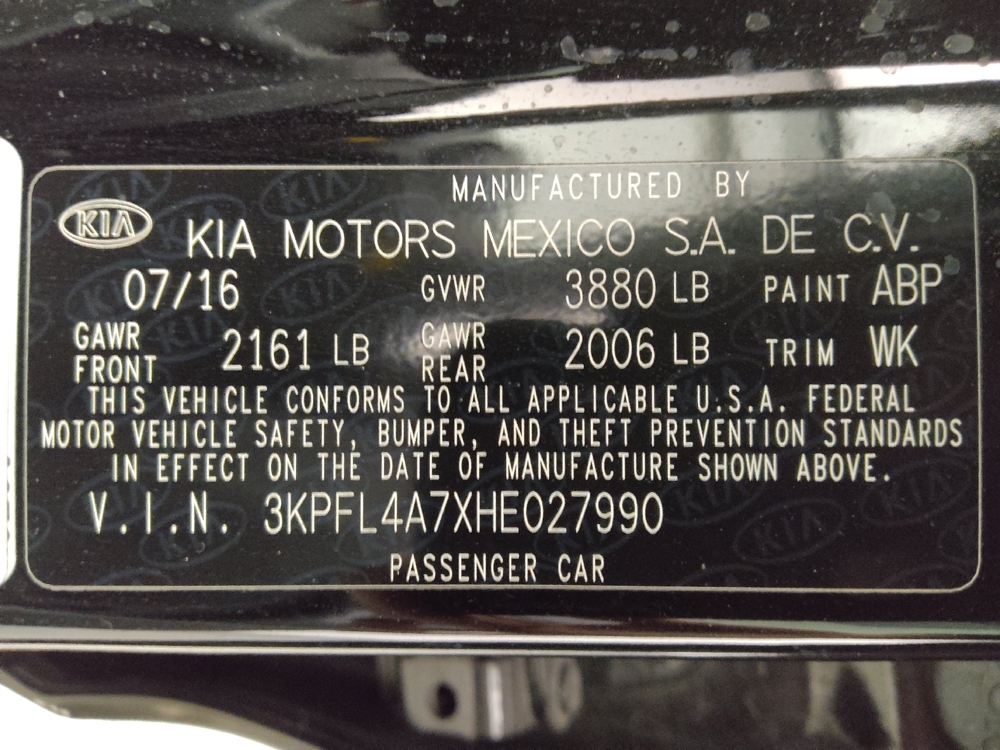 MANUFACTURED BY
KIA KIA MOTORS MEXICO S.A. DE C.V.
07/16 GVWR 3880 LB PAINT ABP
GAWR FRONT 2161 LB GAWR REAR 2006 LB TRIM WK
THIS VEHICLE CONFORMS TO ALL APPLICABLE U.S.A. FEDERAL
MOTOR VEHICLE SAFETY, BUMPER, AND THEFT PREVENTION STANDARDS
IN EFFECT ON THE DATE OF MANUFACTURE SHOWN ABOVE.
V.I.N. 3KPFL4A7XHE027990
PASSENGER CAR